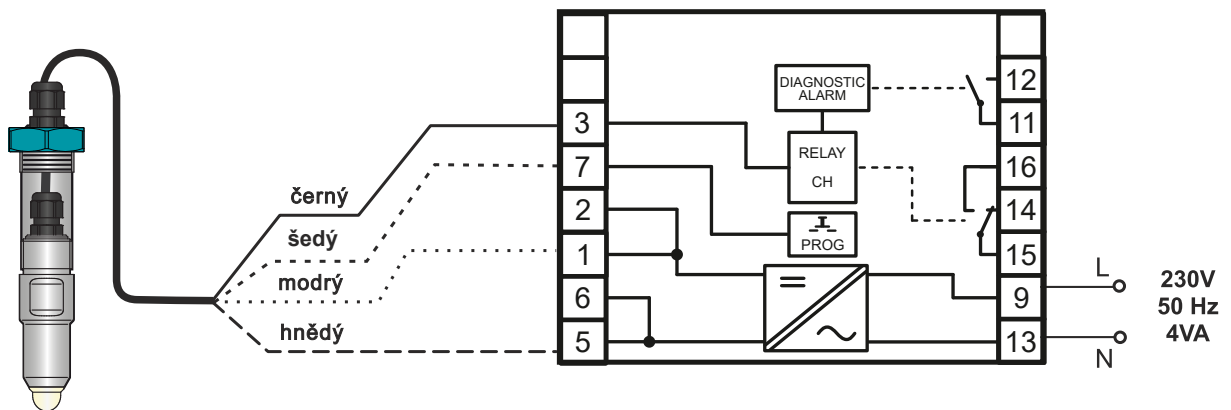 černý
šedý
modrý
hnědý
3
7
2
1
6
5
DIAGNOSTIC
ALARM
RELAY
CH
PROG
12
11
16
14
15
9
13
L
N
230V
50 Hz
4VA